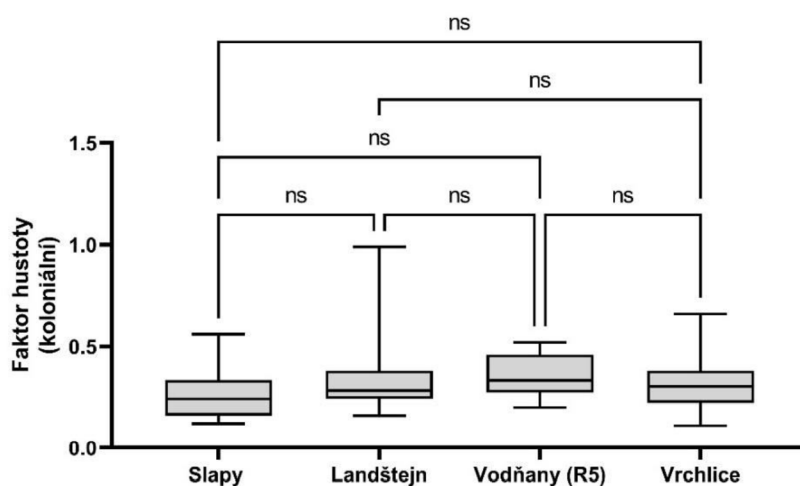 ns
ns
ns
ns ns ns
1.5
1.0
0.5
0.0
Faktor hustoty
(koloniální)
Slapy Landštejn Vodňany (R5) Vrchlice